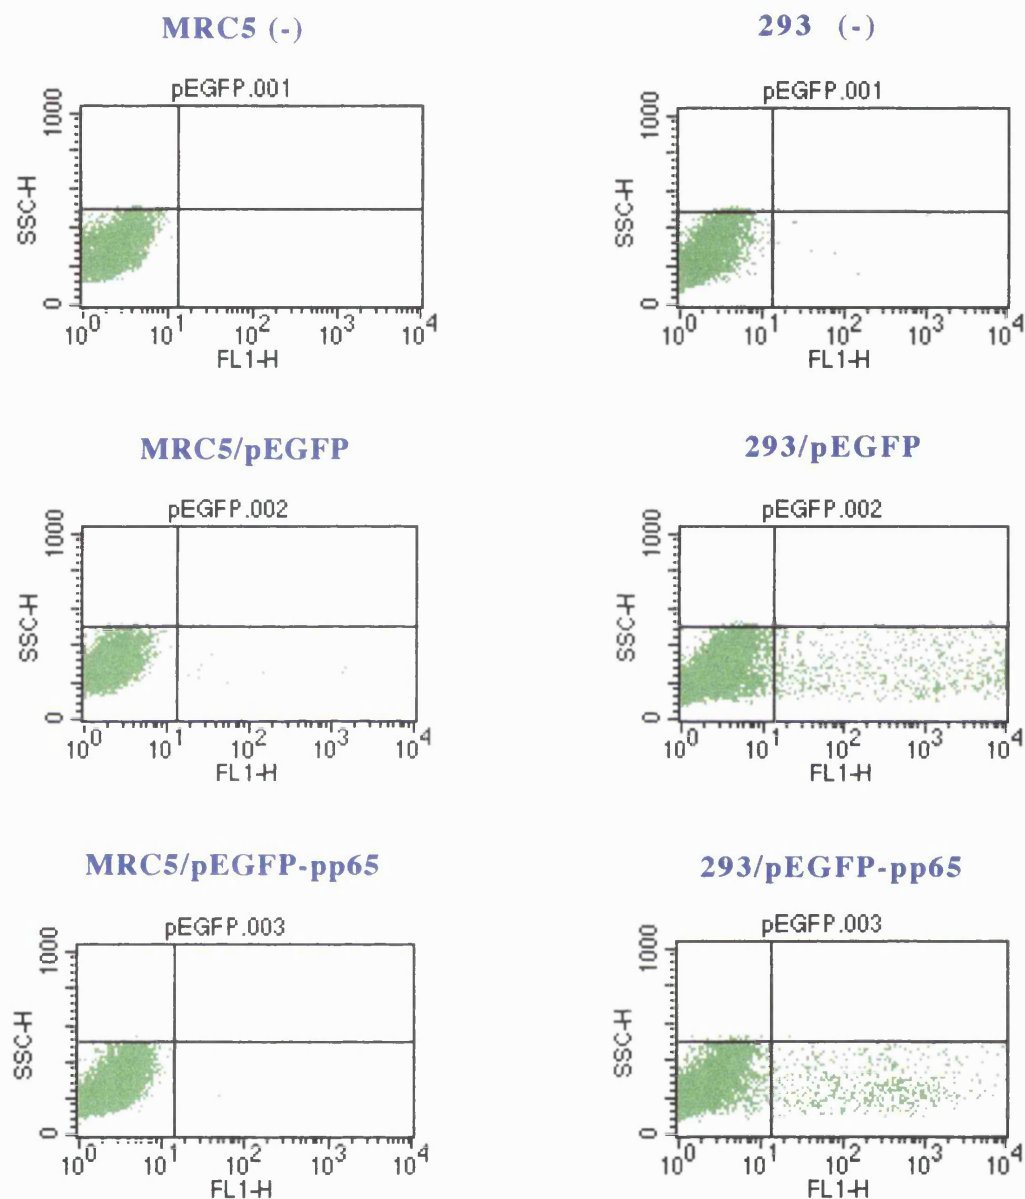 MRC5 (-)
293 (-)
pEGFP.001
1000
SSC-H
0
10^0 10^1 10^2 10^3 10^4
FL1-H
pEGFP.001
1000
SSC-H
0
10^0 10^1 10^2 10^3 10^4
FL1-H
MRC5/pEGFP
293/pEGFP
pEGFP.002
1000
SSC-H
0
10^0 10^1 10^2 10^3 10^4
FL1-H
pEGFP.002
1000
SSC-H
0
10^0 10^1 10^2 10^3 10^4
FL1-H
MRC5/pEGFP-pp65
293/pEGFP-pp65
pEGFP.003
1000
SSC-H
0
10^0 10^1 10^2 10^3 10^4
FL1-H
pEGFP.003
1000
SSC-H
0
10^0 10^1 10^2 10^3 10^4
FL1-H